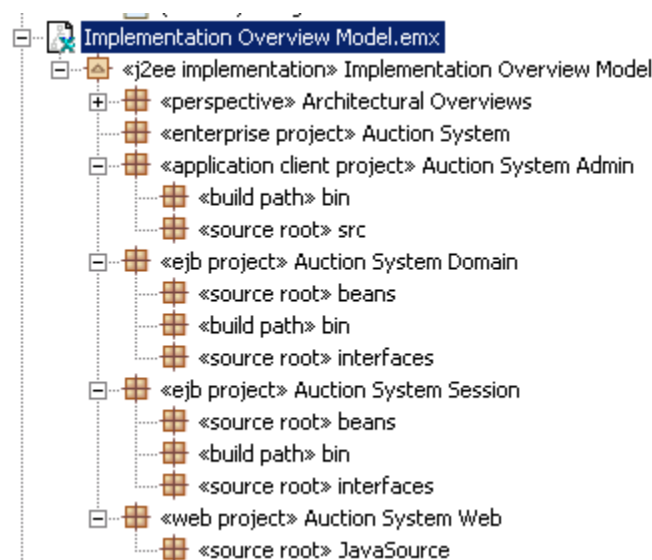 Implementation Overview Model.emx
«j2ee implementation» Implementation Overview Model
«perspective» Architectural Overviews
«enterprise project» Auction System
«application client project» Auction System Admin
«build path» bin
«source root» src
«ejb project» Auction System Domain
«source root» beans
«build path» bin
«source root» interfaces
«ejb project» Auction System Session
«source root» beans
«build path» bin
«source root» interfaces
«web project» Auction System Web
«source root» JavaSource